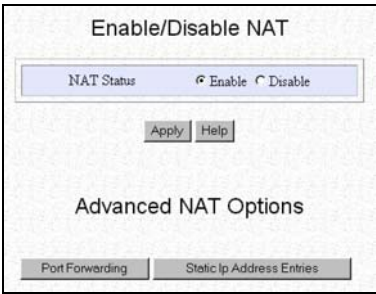 Enable/Disable NAT
NAT Status Enable Disable
Apply Help
Advanced NAT Options
Port Forwarding Static Ip Address Entries